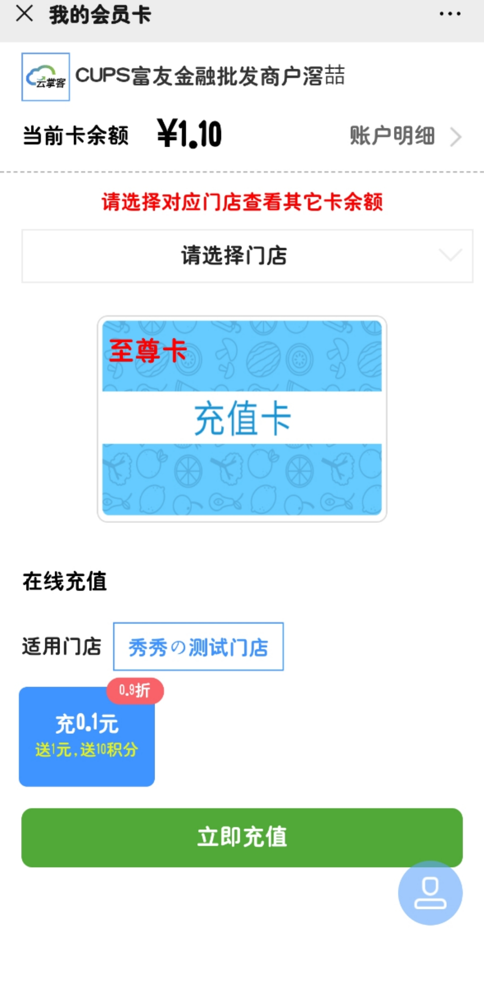 我的会员卡
云掌客
CUPS富友金融批发商户滘喆
当前卡余额 ¥1.10 账户明细
请选择对应门店查看其它卡余额
请选择门店
至尊卡
充值卡
在线充值
适用门店 秀秀の测试门店
0.9折
充0.1元
送1元,送10积分
立即充值